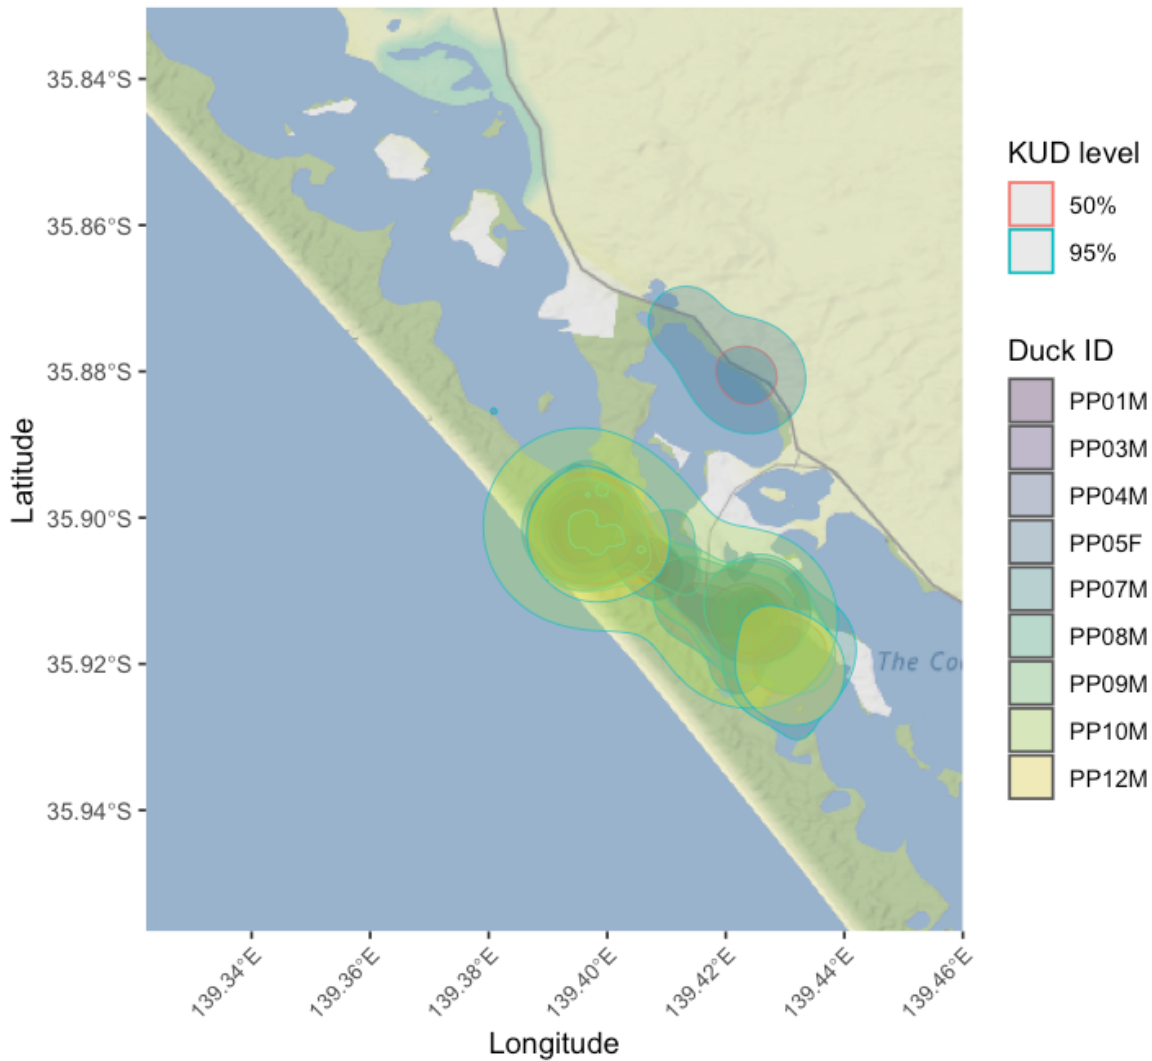 35.84°S
35.86°S
35.88°S
35.90°S
35.92°S
35.94°S
Latitude
139.34°E
139.36°E
139.38°E
139.40°E
139.42°E
139.44°E
139.46°E
Longitude
The Coo
KUD level
50%
95%
Duck ID
PP01M
PP03M
PP04M
PP05F
PP07M
PP08M
PP09M
PP10M
PP12M